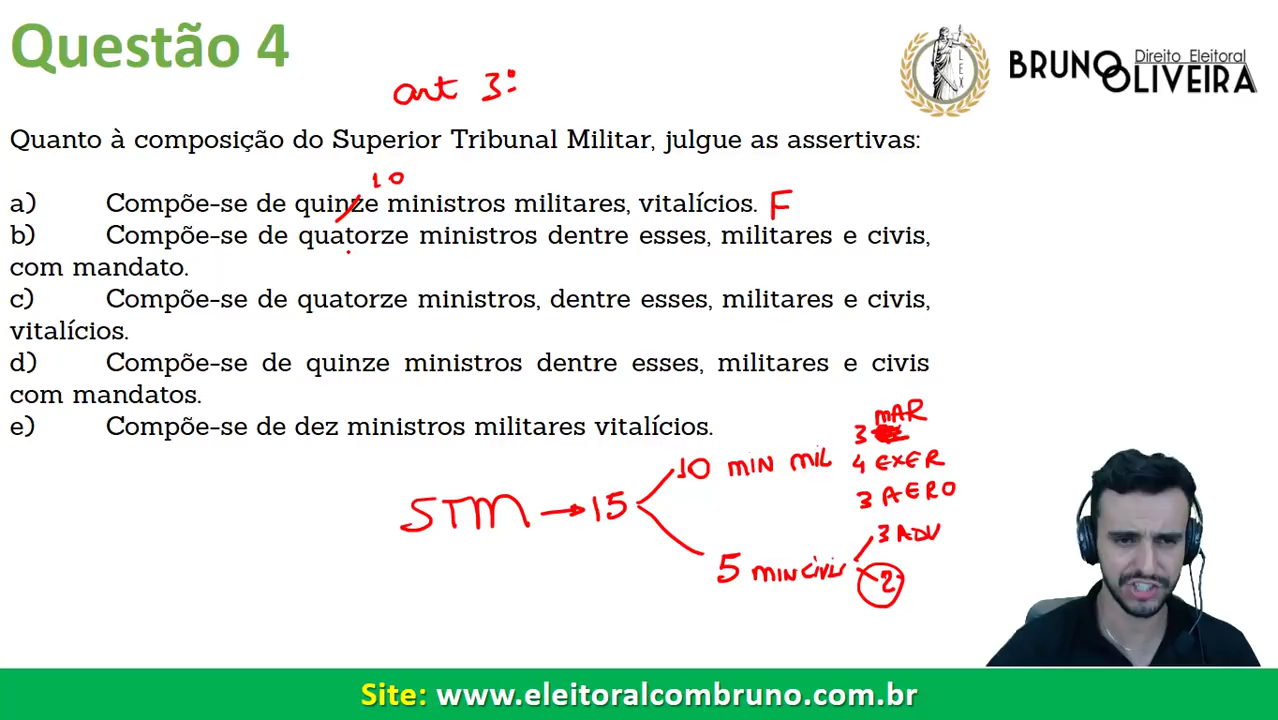 Questão 4
LEX
BRUNO OLIVEIRA
Direito Eleitoral
art 3º
Quanto à composição do Superior Tribunal Militar, julgue as assertivas:
10
a) Compõe-se de quinze ministros militares, vitalícios. F
b) Compõe-se de quatorze ministros dentre esses, militares e civis,
com mandato.
c) Compõe-se de quatorze ministros, dentre esses, militares e civis,
vitalícios.
d) Compõe-se de quinze ministros dentre esses, militares e civis
com mandatos.
e) Compõe-se de dez ministros militares vitalícios.
3 MAR
10 MIN MIL 4 EXER
3 AERO
STM → 15
3 ADV
5 MIN CIVIS
2
Site: www.eleitoralcombruno.com.br